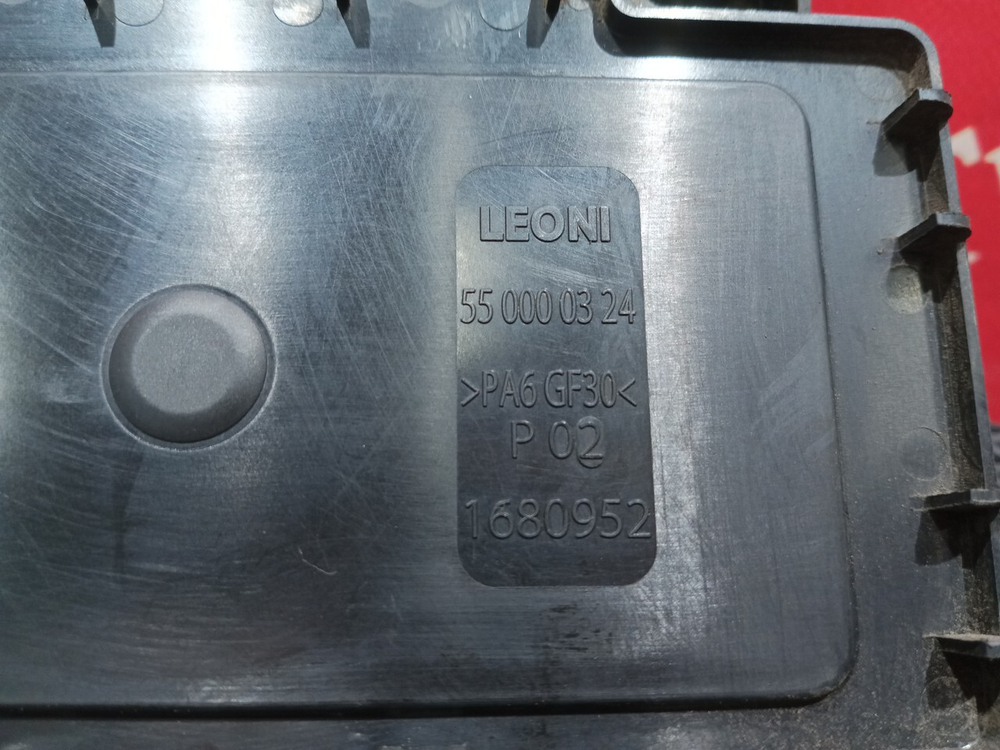 LEONI
55 000 03 24
>PA6 GF30<
P 02
1680952